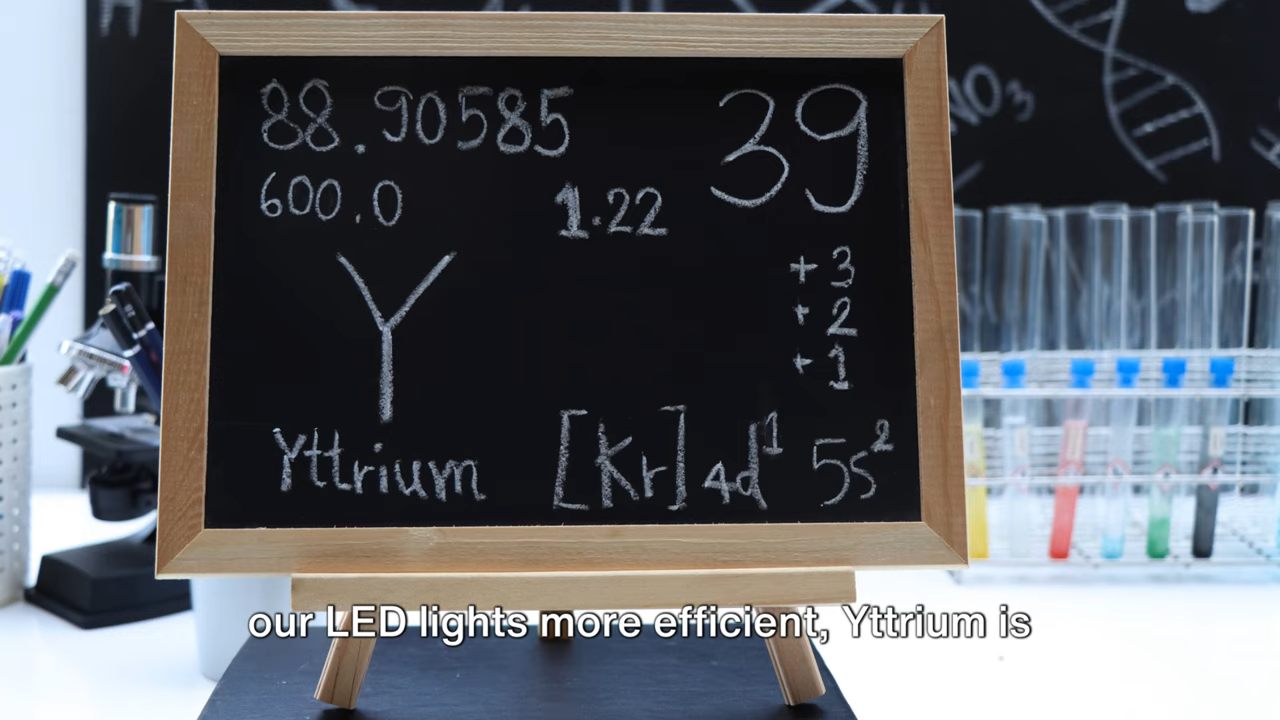 88.90585 39
600.0 1.22
+3
Y +2
+1
Yttrium [Kr] 4d¹ 5s²
NO₃
our LED lights more efficient, Yttrium is